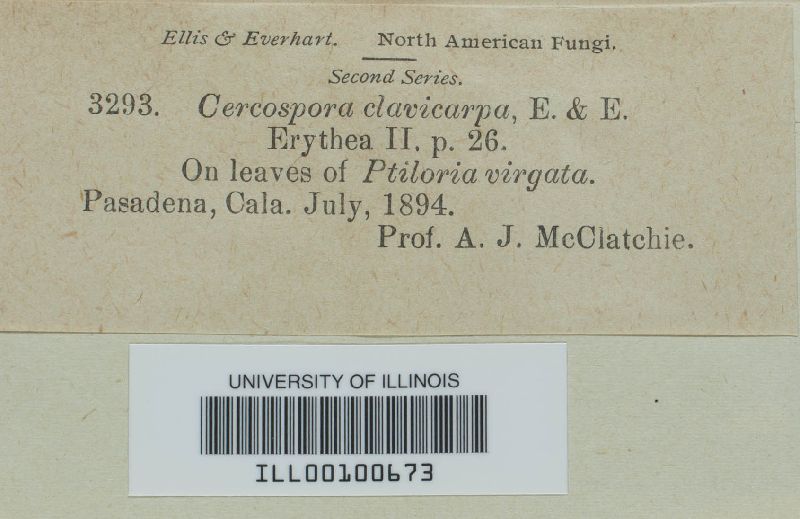 Ellis & Everhart. North American Fungi.
Second Series.
3293. Cercospora clavicarpa, E. & E.
Erythea II, p. 26.
On leaves of Ptiloria virgata.
Pasadena, Cala. July, 1894.
Prof. A. J. McClatchie.
UNIVERSITY OF ILLINOIS
ILL00100673